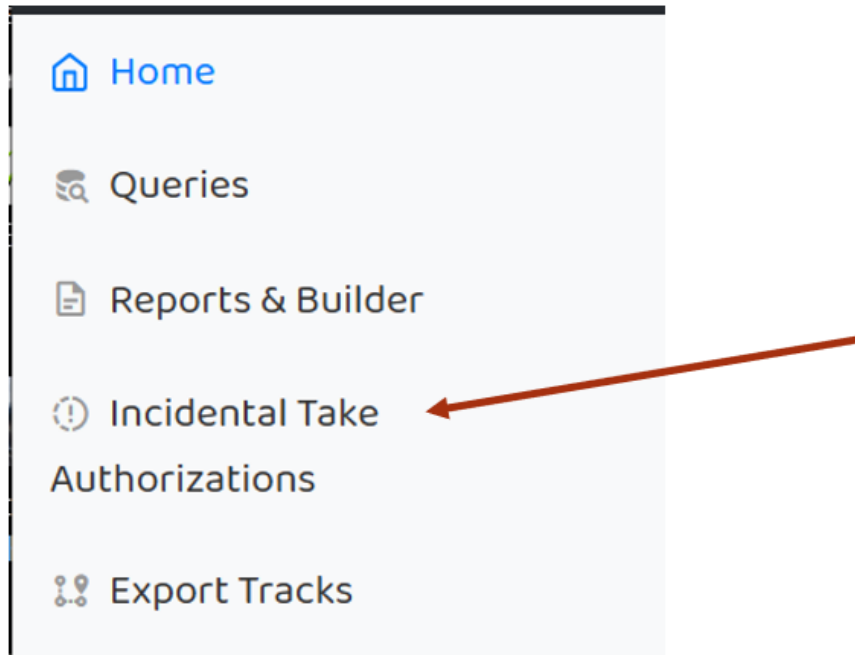 Home
Queries
Reports & Builder
Incidental Take
Authorizations
Export Tracks